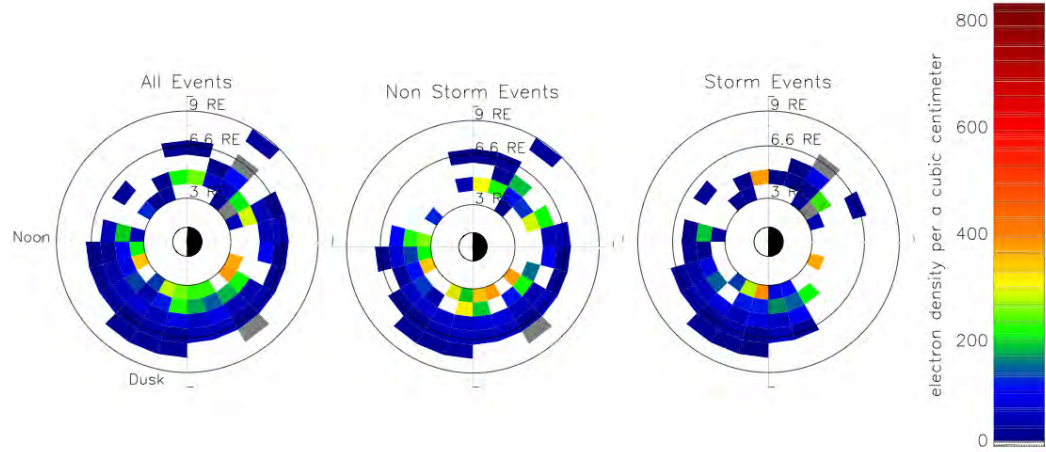 All Events
9 RE
6.6 RE
3 R
Noon
Dusk
Non Storm Events
9 RE
6.6 RE
3 RE
Storm Events
9 RE
6.6 RE
3 R
electron density per a cubic centimeter
800
600
400
200
0